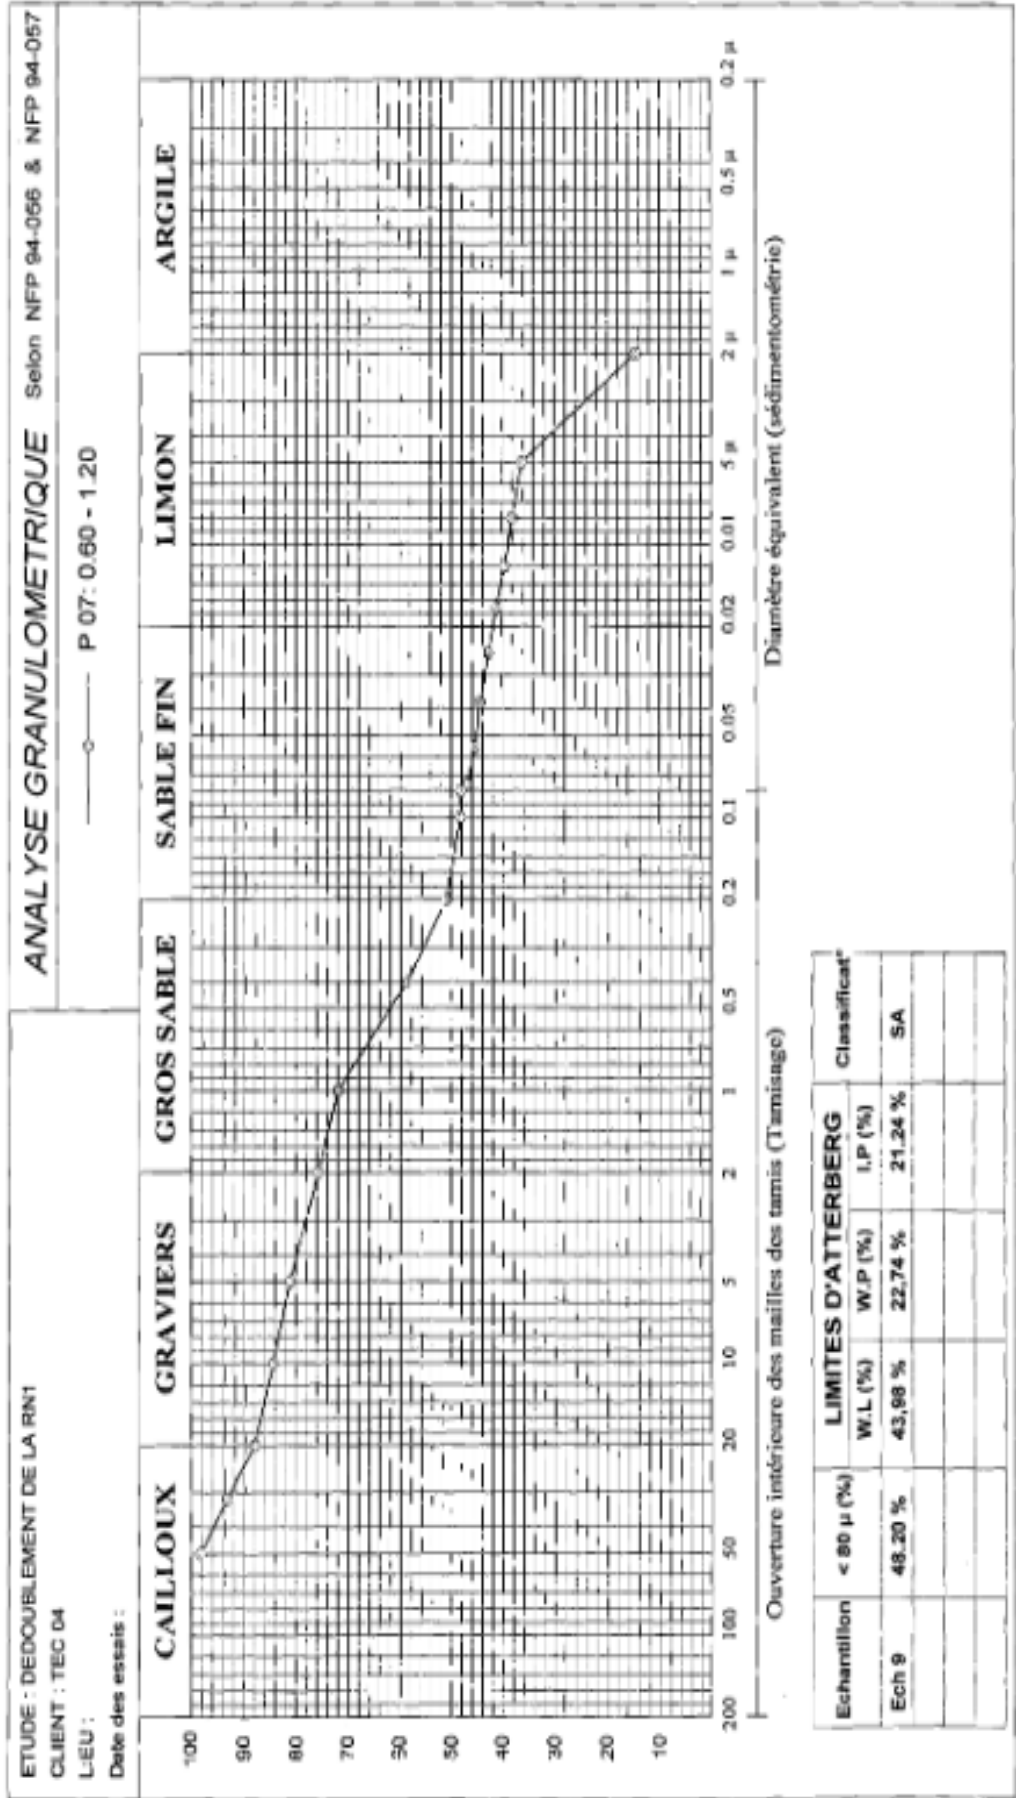 ETUDE : DEDOUBLEMENT DE LA RN1
CLIENT : TEC 04
LIEU :
Date des essais :
ANALYSE GRANULOMETRIQUE Selon NFP 94-056 & NFP 94-057
P 07: 0.60 - 1.20
CAILLOUX GRAVIERS GROS SABLE SABLE FIN LIMON ARGILE
100
90
80
70
60
50
40
30
20
10
200 100 50 20 10 5 2 1 0.5 0.2 0.1 0.05 0.02 0.01 5 µ 2 µ 1 µ 0.5 µ 0.2 µ
Ouverture intérieure des mailles des tamis (Tamisage) Diamètre équivalent (sédimentométrie)
LIMITES D'ATTERBERG
Echantillon < 80 µ (%) W.L (%) W.P (%) I.P (%) Classificat°
Ech 9 48.20 % 43,98 % 22,74 % 21.24 % SA